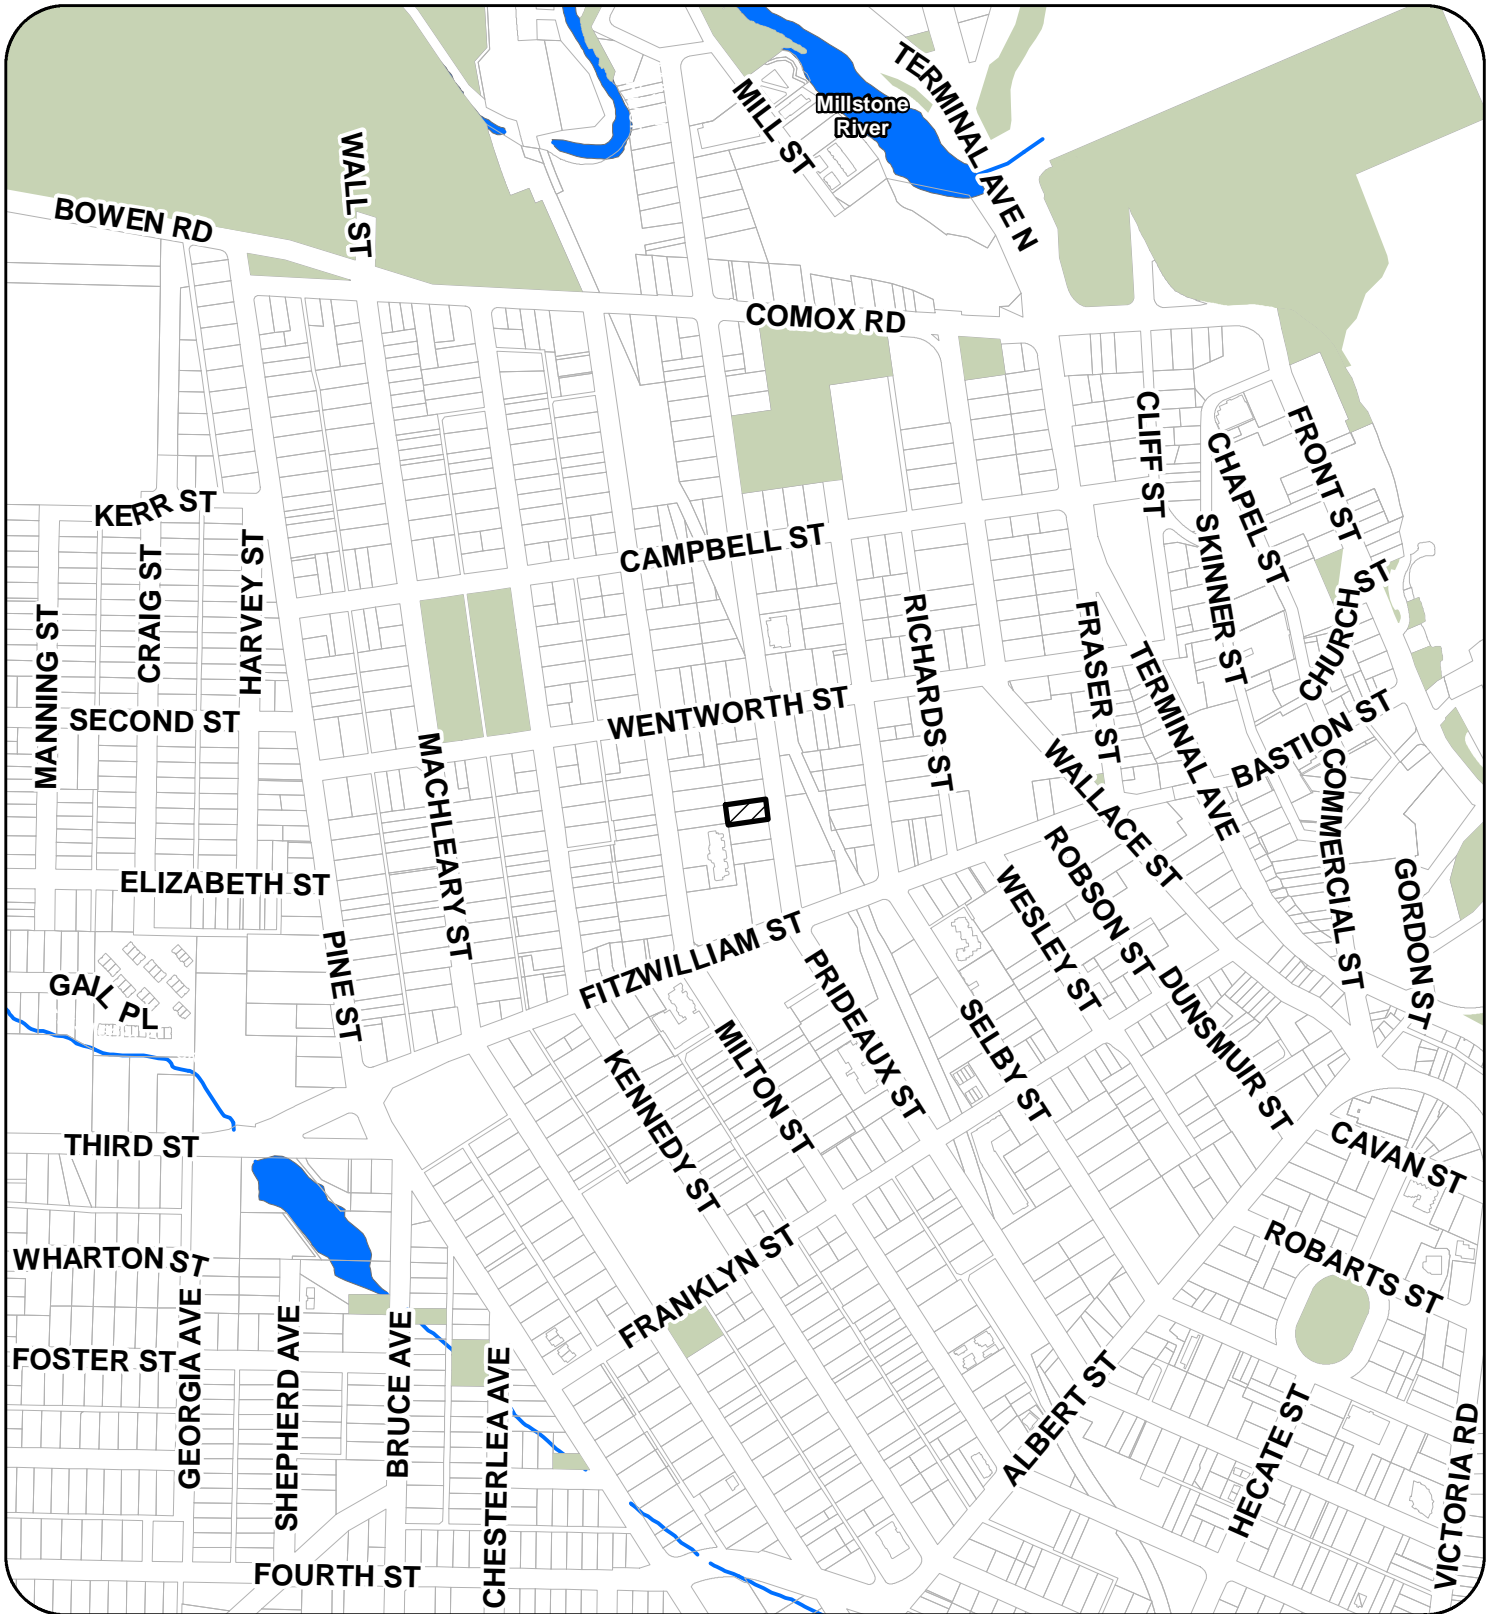 TERMINAL AVE N
MILL ST
Millstone
River
WALL ST
BOWEN RD
COMOX RD
CLIFF ST
FRONT ST
CHAPEL ST
KERR ST
SKINNER ST
CAMPBELL ST
HARVEY ST
CRAIG ST
CHURCH ST
RICHARDS ST
FRASER ST
MANNING ST
TERMINAL AVE
WENTWORTH ST
SECOND ST
BASTION ST
MACHLEARY ST
WALLACE ST
COMMERCIAL ST
ROBSON ST
GORDON ST
WESLEY ST
ELIZABETH ST
FITZWILLIAM ST
PINE ST
PRIDEAUX ST
DUNSMUIR ST
GAIL PL
SELBY ST
MILTON ST
KENNEDY ST
THIRD ST
CAVAN ST
ROBARTS ST
FRANKLYN ST
WHARTON ST
GEORGIA AVE
SHEPHERD AVE
BRUCE AVE
FOSTER ST
CHESTERLEA AVE
ALBERT ST
HECATE ST
VICTORIA RD
FOURTH ST